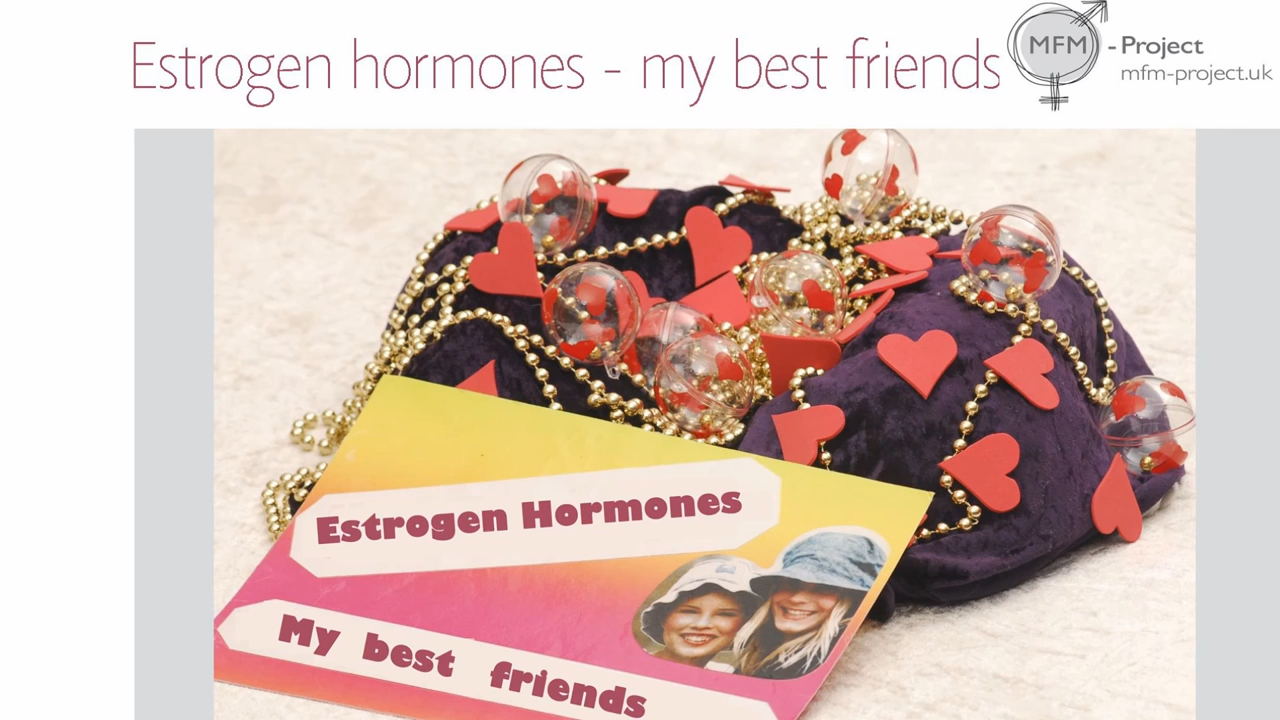 Estrogen hormones - my best friends
MFM - Project
mfm-project.uk
Estrogen Hormones
My best friends